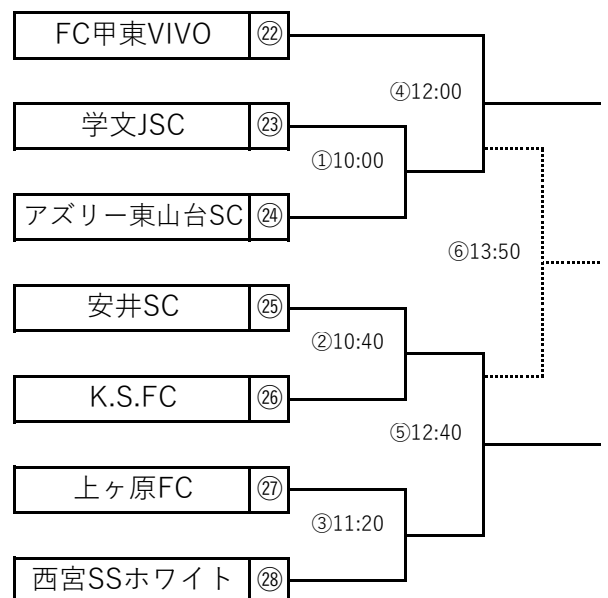 FC甲東VIVO ㉒
④12:00
学文JSC ㉓
①10:00
アズリー東山台SC ㉔
⑥13:50
安井SC ㉕
②10:40
K.S.FC ㉖
⑤12:40
上ヶ原FC ㉗
③11:20
西宮SSホワイト ㉘